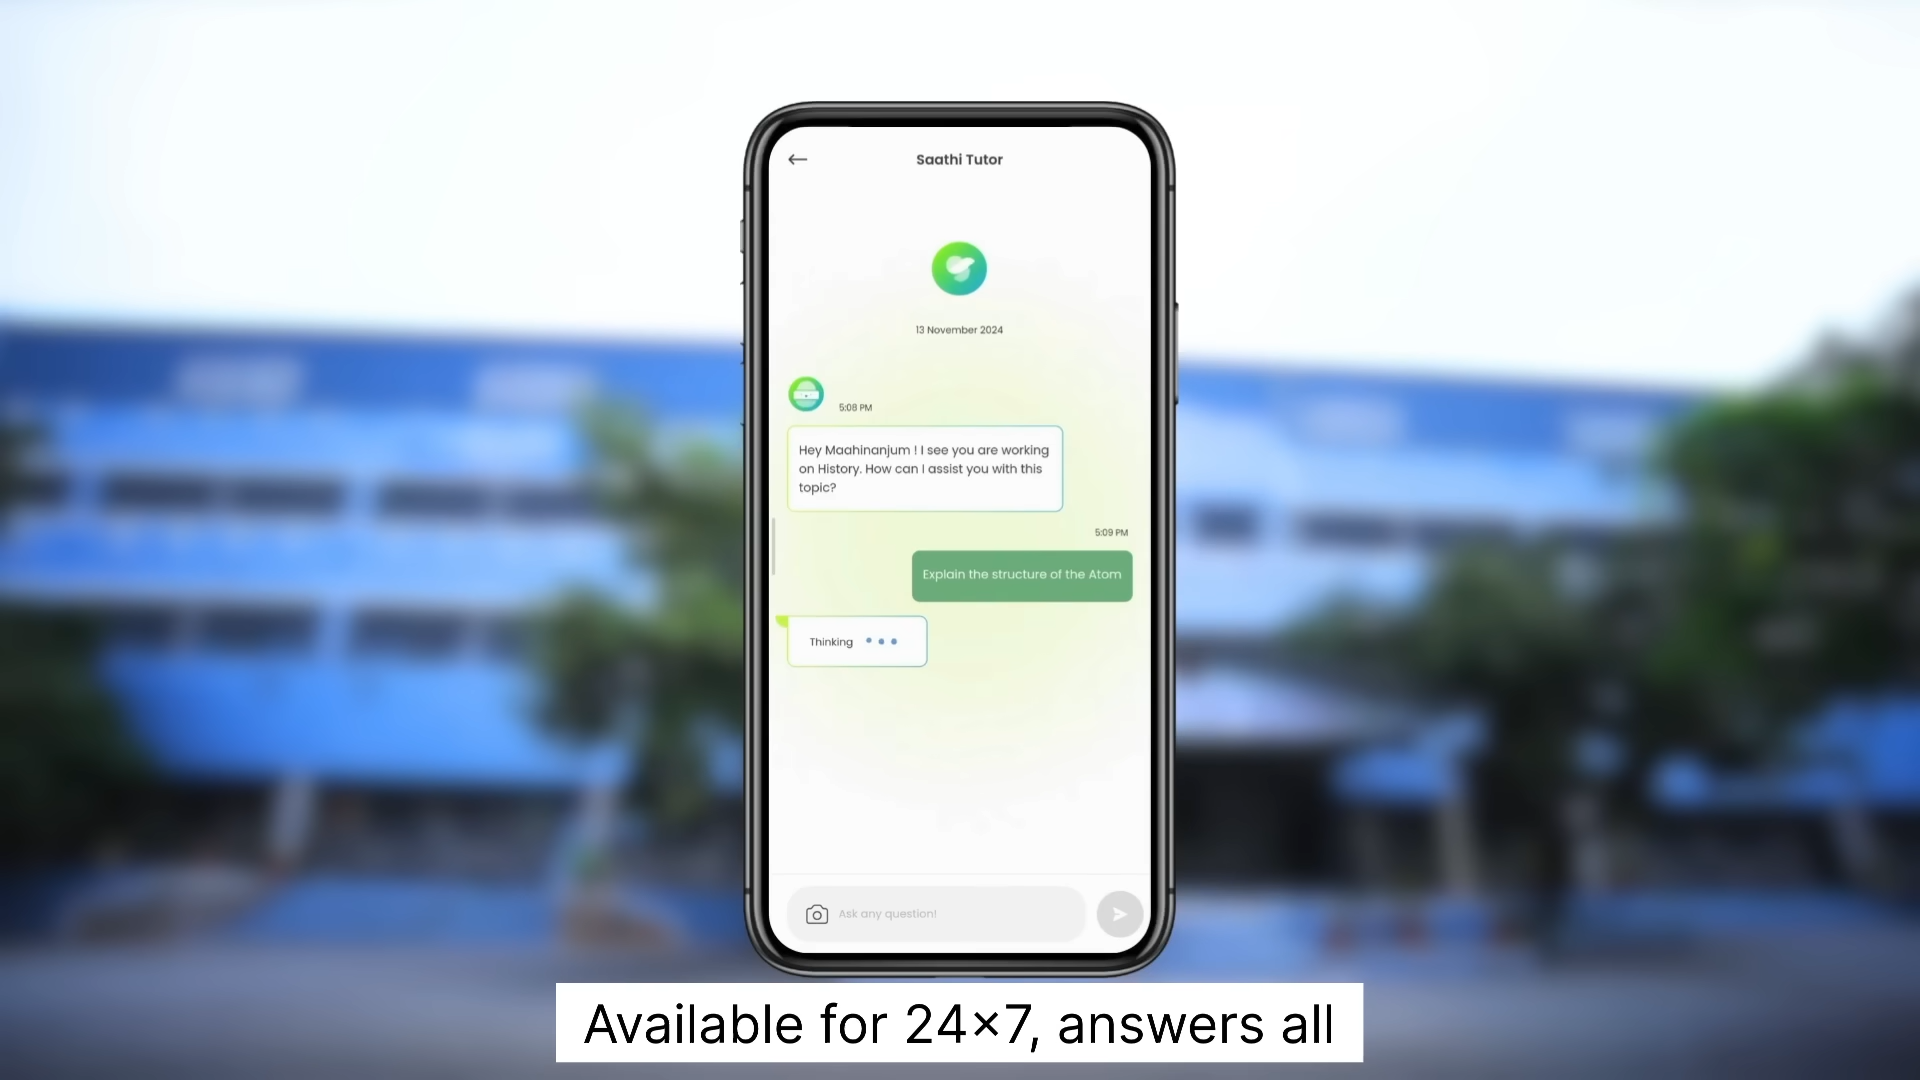 Saathi Tutor
13 November 2024
5:08 PM
Hey Maahinanjum ! I see you are working
on History. How can I assist you with this
topic?
5:09 PM
Explain the structure of the Atom
Thinking
Ask any question!
Available for 24×7, answers all